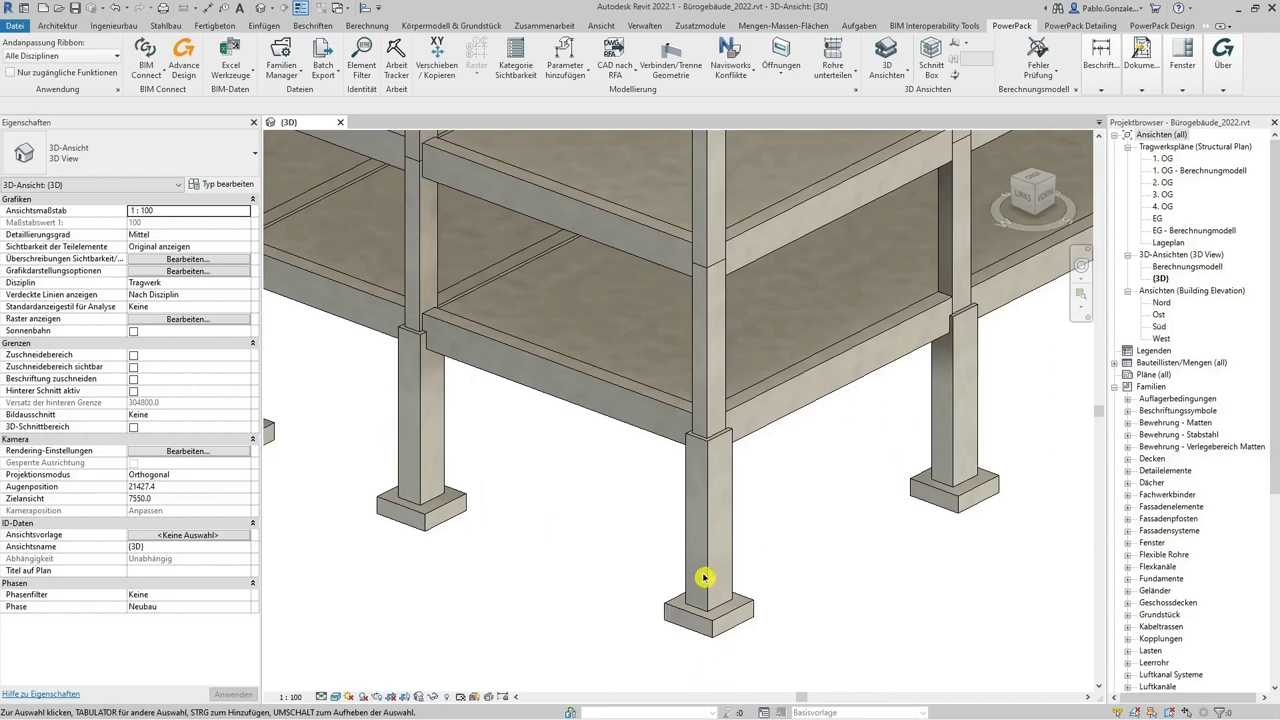 Autodesk Revit 2022.1 - Bürogebäude_2022.rvt - 3D-Ansicht: {3D}
Pablo.Gonzale...
Datei Architektur Ingenieurbau Stahlbau Fertigbeton Einfügen Beschriften Berechnung Körpermodell & Grundstück Zusammenarbeit Ansicht Verwalten Zusatzmodule Mengen-Massen-Flächen Aufgaben BIM Interoperability Tools PowerPack PowerPack Detailing PowerPack Design
Andanpassung Ribbon:
Alle Disziplinen
Nur zugängliche Funktionen
Anwendung
BIM Connect
Advance Design
BIM Connect
Excel Werkzeuge
BIM-Daten
Familien Manager
Batch Export
Dateien
Element Filter
Identität
Arbeit Tracker
Arbeit
XY
Verschieben / Kopieren
Raster
Kategorie Sichtbarkeit
Parameter hinzufügen
CAD nach RFA
Verbinden/Trenne Geometrie
Navisworks Konflikte
Öffnungen
Rohre unterteilen
Modellierung
3D Ansichten
Schnitt Box
3D Ansichten
Fehler Prüfung
Berechnungsmodell
Beschrift...
Dokume...
Fenster
Über
Eigenschaften
{3D}
Projektbrowser - Bürogebäude_2022.rvt
3D-Ansicht
3D View
3D-Ansicht: {3D}
Typ bearbeiten
Grafiken
Ansichtsmaßstab 1 : 100
Maßstabswert 1: 100
Detaillierungsgrad Mittel
Sichtbarkeit der Teilelemente Original anzeigen
Überschreibungen Sichtbarkeit/... Bearbeiten...
Grafikdarstellungsoptionen Bearbeiten...
Disziplin Tragwerk
Verdeckte Linien anzeigen Nach Disziplin
Standardanzeigestil für Analyse Keine
Raster anzeigen Bearbeiten...
Sonnenbahn
Grenzen
Zuschneidebereich
Zuschneidebereich sichtbar
Beschriftung zuschneiden
Hinterer Schnitt aktiv
Versatz der hinteren Grenze 304800.0
Bildausschnitt Keine
3D-Schnittbereich
Kamera
Rendering-Einstellungen Bearbeiten...
Gesperte Ausrichtung
Projektionsmodus Orthogonal
Augenposition 21427.4
Zielansicht 7550.0
Kameraposition Anpassen
ID-Daten
Ansichtsvorlage <Keine Auswahl>
Ansichtsname {3D}
Abhängigkeit Unabhängig
Titel auf Plan
Phasen
Phasenfilter Keine
Phase Neubau
Hilfe zu Eigenschaften
Anwenden
LINKS
Ansichten (all)
Tragwerkspläne (Structural Plan)
1. OG
1. OG - Berechnungmodell
2. OG
3. OG
4. OG
EG
EG - Berechnungmodell
Lageplan
3D-Ansichten (3D View)
Berechnungsmodell
{3D}
Ansichten (Building Elevation)
Nord
Ost
Süd
West
Legenden
Bauteillisten/Mengen (all)
Pläne (all)
Familien
Auflagerbedingungen
Beschriftungssymbole
Bewehrung - Matten
Bewehrung - Stabstahl
Bewehrung - Verlegebereich Matten
Decken
Detailelemente
Dächer
Fachwerkbinder
Fassadenelemente
Fassadenpfosten
Fassadensysteme
Fenster
Flexible Rohre
Flexkanäle
Fundamente
Geländer
Geschossdecken
Grundstück
Kabeltrassen
Kopplungen
Lasten
Leerrohr
Luftkanal Systeme
Luftkanäle
1 : 100
Zur Auswahl klicken, TABULATOR für andere Auswahl, STRG zum Hinzufügen, UMSCHALT zum Aufheben der Auswahl.
:0
Basisvorlage
:0